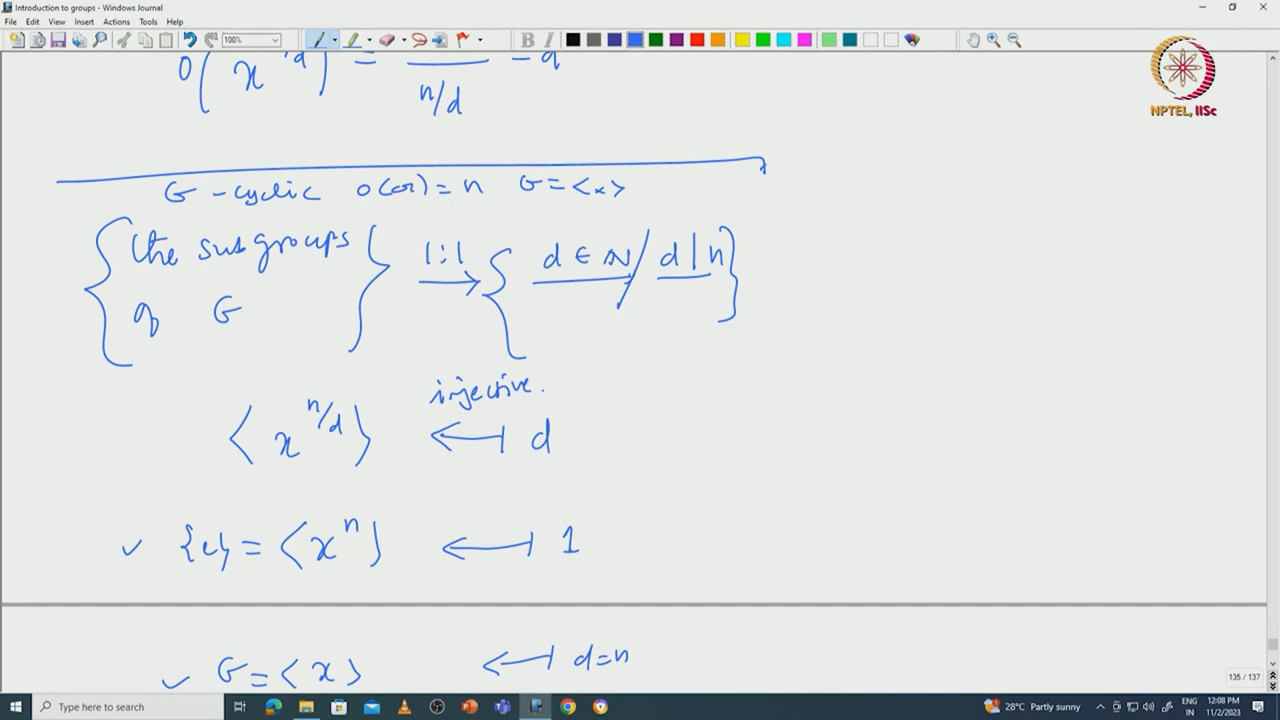 Introduction to groups - Windows Journal
File Edit View Insert Actions Tools Help
100%
B I
NPTEL, IISc
o(x^{n/d}) = ——— = d
n/d
G - cyclic o(G) = n G = <x>
{ the subgroups of G } 1:1 → { d ∈ N / d | n }
injective.
< x^{n/d} > ↤ d
✓ {e} = < x^n > ↤ 1
✓ G = < x > ↤ d=n
135 / 137
Type here to search
28°C Partly sunny
ENG
IN
12:08 PM
11/2/2023